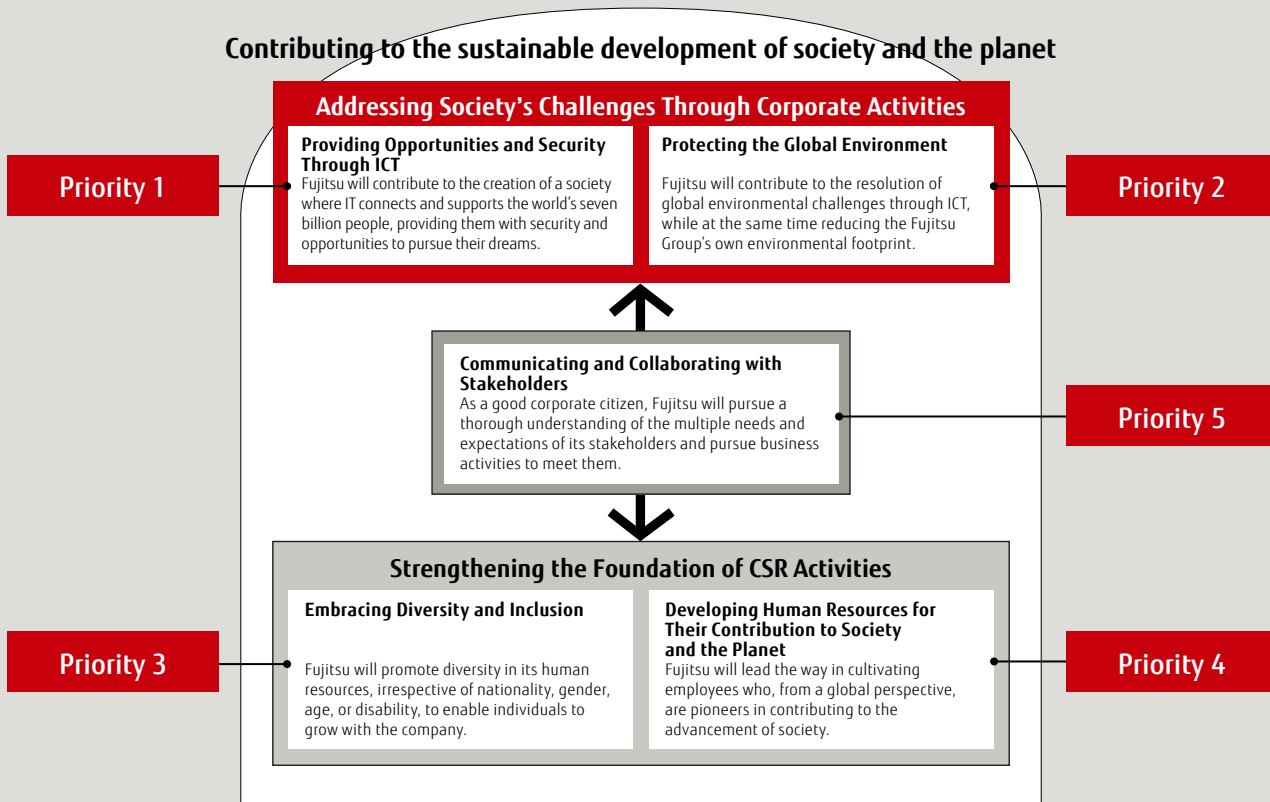 Contributing to the sustainable development of society and the planet
Addressing Society's Challenges Through Corporate Activities
Priority 1
Providing Opportunities and Security
Through ICT
Fujitsu will contribute to the creation of a society
where IT connects and supports the world's seven
billion people, providing them with security and
opportunities to pursue their dreams.
Protecting the Global Environment
Fujitsu will contribute to the resolution of
global environmental challenges through ICT,
while at the same time reducing the Fujitsu
Group's own environmental footprint.
Priority 2
Communicating and Collaborating with
Stakeholders
As a good corporate citizen, Fujitsu will pursue a
thorough understanding of the multiple needs and
expectations of its stakeholders and pursue business
activities to meet them.
Priority 5
Strengthening the Foundation of CSR Activities
Priority 3
Embracing Diversity and Inclusion
Fujitsu will promote diversity in its human
resources, irrespective of nationality, gender,
age, or disability, to enable individuals to
grow with the company.
Developing Human Resources for
Their Contribution to Society
and the Planet
Fujitsu will lead the way in cultivating
employees who, from a global perspective,
are pioneers in contributing to the
advancement of society.
Priority 4